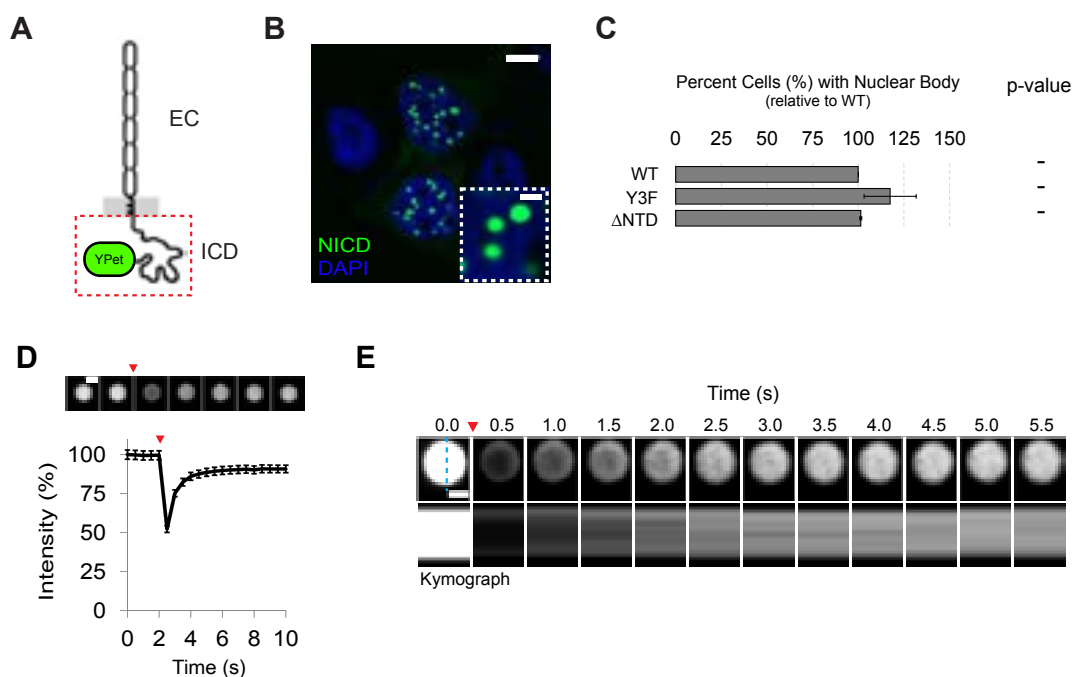 A
EC
YPet
ICD
B
NICD
DAPI
C
Percent Cells (%) with Nuclear Body
(relative to WT)
p-value
0 25 50 75 100 125 150
WT -
Y3F -
ΔNTD -
D
100
75
50
25
0
Intensity (%)
0 2 4 6 8 10
Time (s)
E
Time (s)
0.0 0.5 1.0 1.5 2.0 2.5 3.0 3.5 4.0 4.5 5.0 5.5
Kymograph